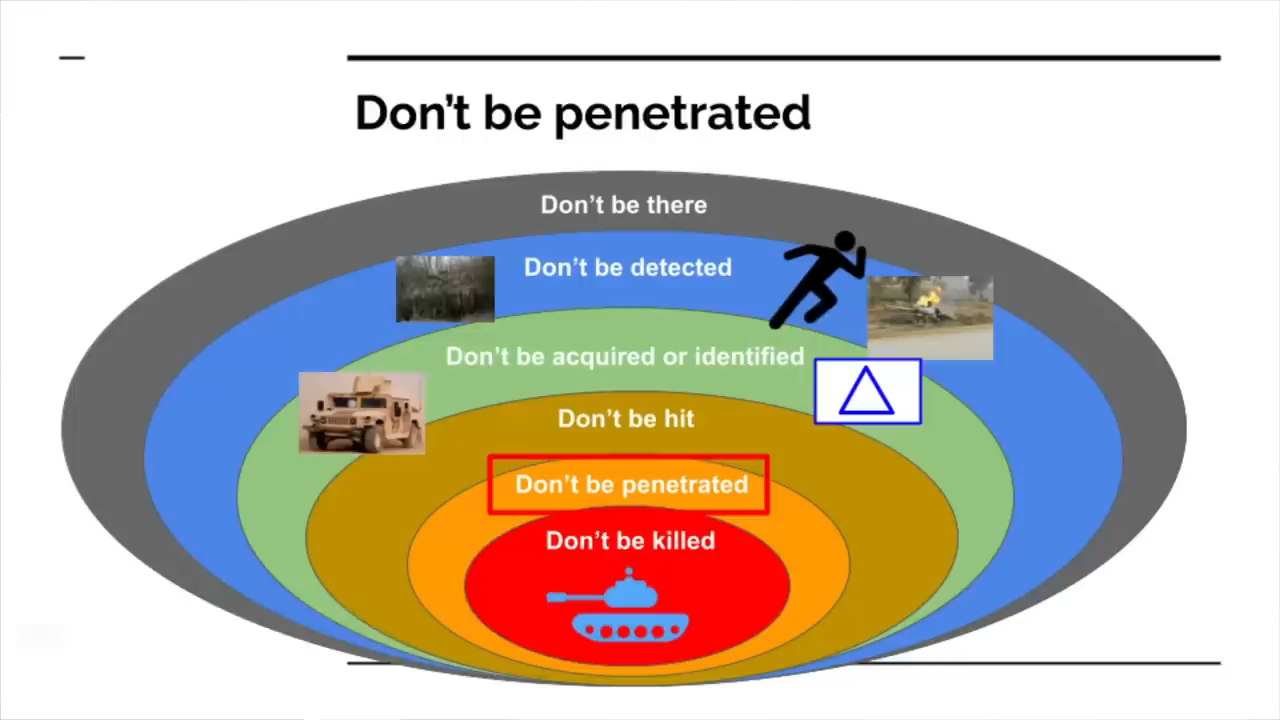 Don’t be penetrated
Don’t be there
Don’t be detected
Don’t be acquired or identified
Don’t be hit
Don’t be penetrated
Don’t be killed